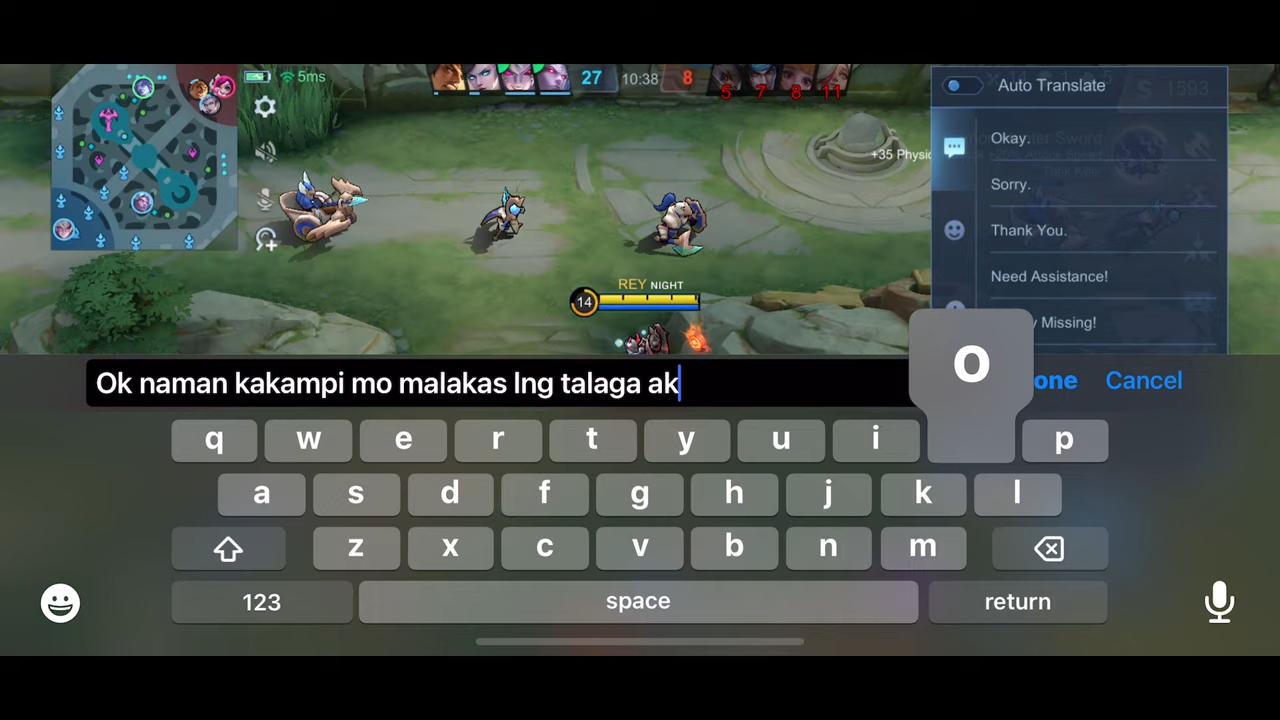 5ms
27 10:38 8
5 7 8 11
Auto Translate
1593
+35 Physic
Okay.
Sorry.
Thank You.
Need Assistance!
y Missing!
REY NIGHT
14
Ok naman kakampi mo malakas lng talaga ak
o
one Cancel
q w e r t y u i p
a s d f g h j k l
z x c v b n m
123 space return